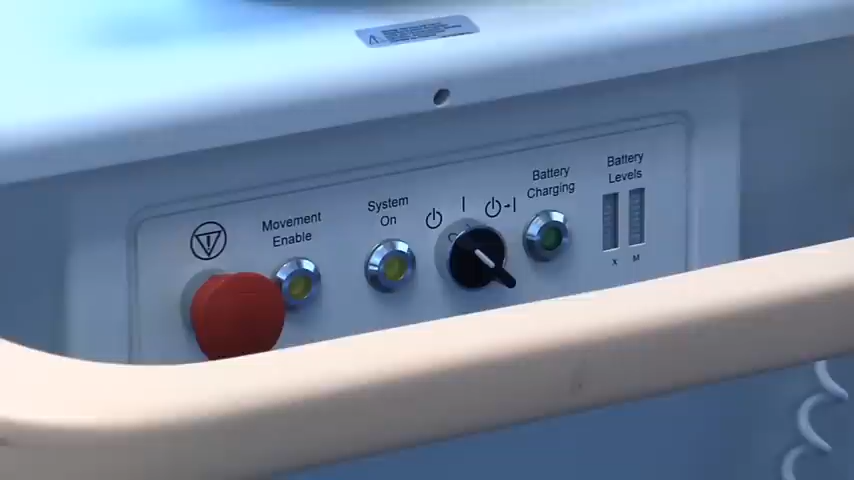 Movement
Enable
System
On
Battery
Charging
Battery
Levels
X M